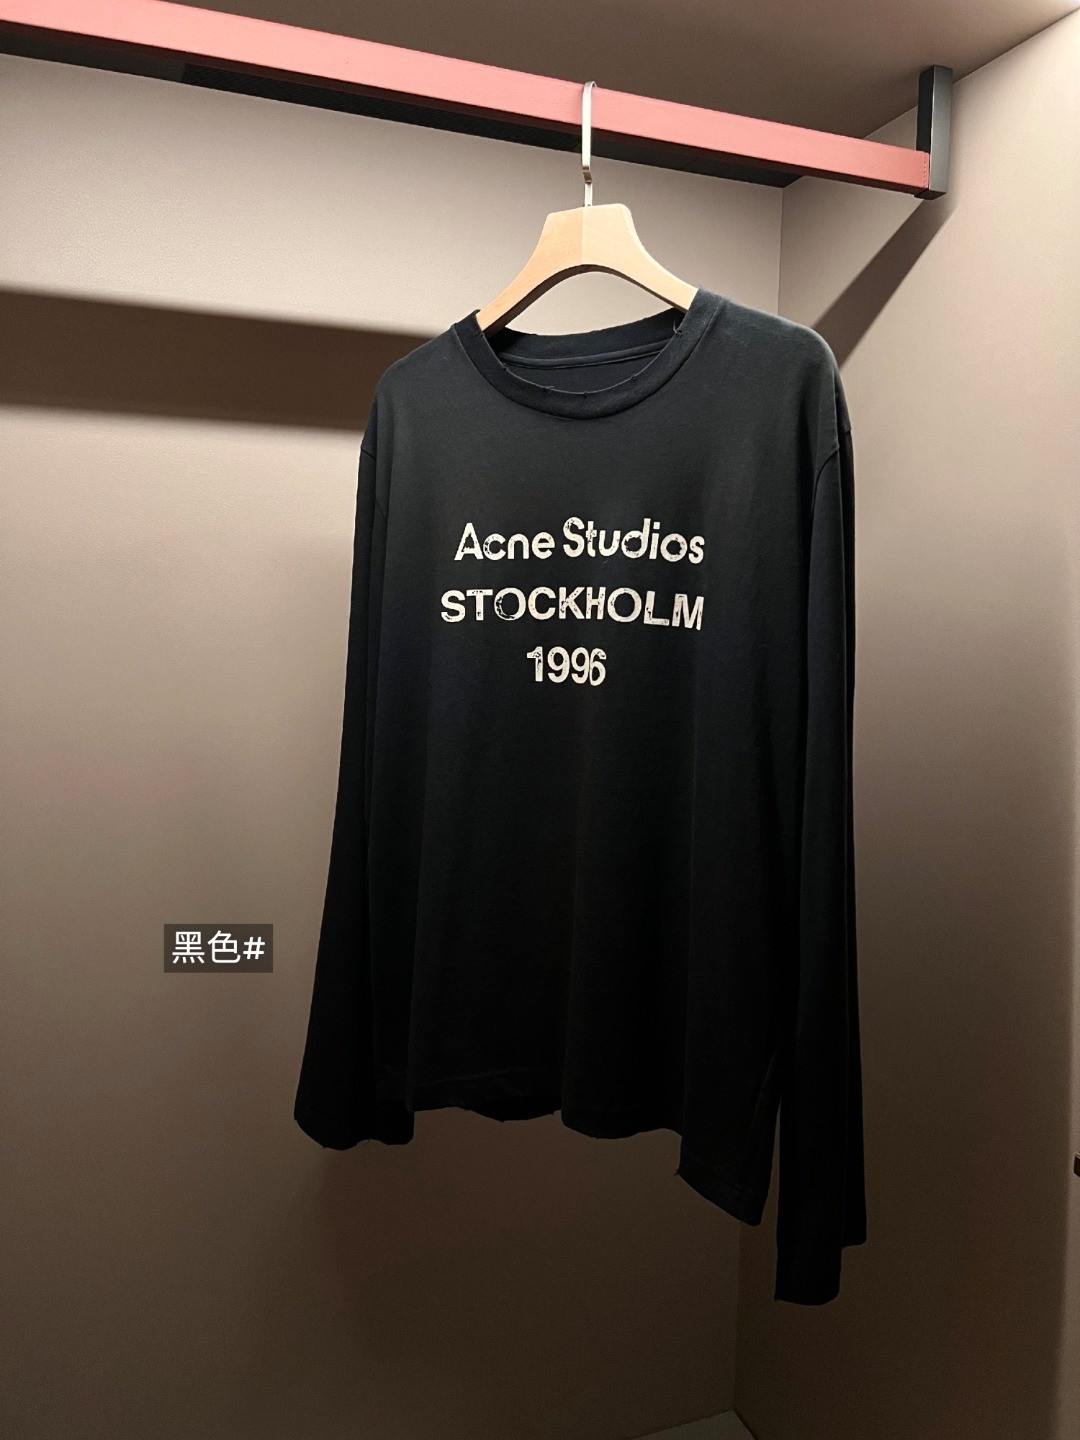 Acne Studios
STOCKHOLM
1996
黑色#